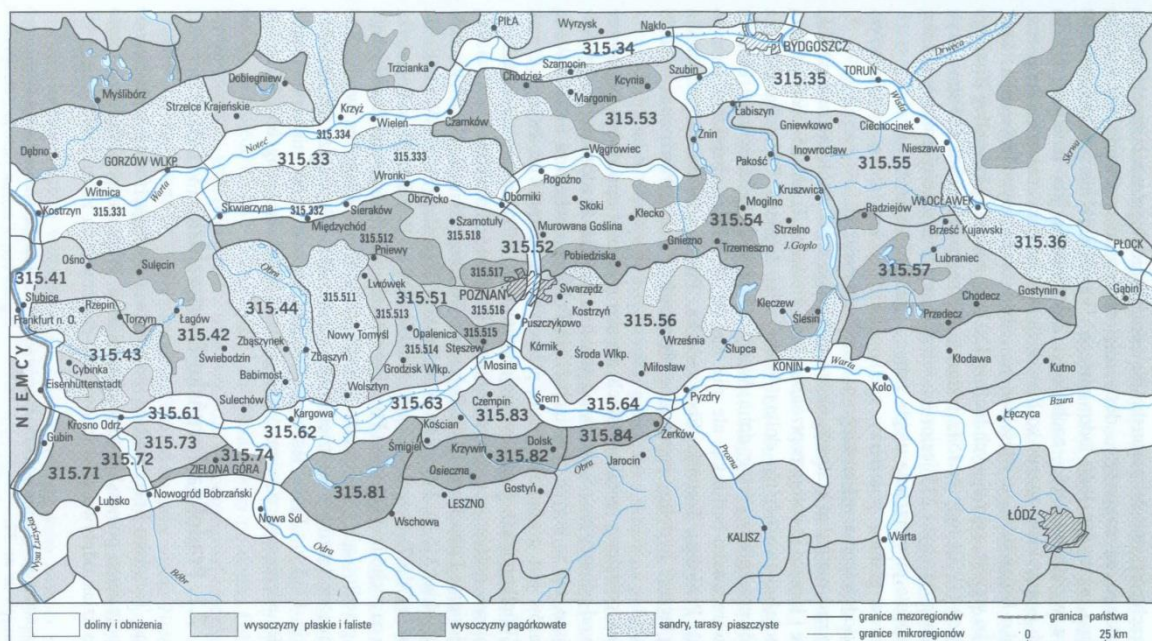 PIŁA
Wyrzysk
Nakło
BYDGOSZCZ
Drwęca
Trzcianka
315.34
Szamocin
Dobiegniew
Chodzież
Szubin
315.35
TORUŃ
Myślibórz
Margonin
Kcynia
Wisła
Skrwa
Strzelce Krajeńskie
Krzyż
Wieleń
Czarnków
315.53
Łabiszyn
Gniewkowo
Ciechocinek
315.334
Noteć
Żnin
Dębno
GORZÓW WLKP.
315.33
315.333
Wągrowiec
Pakość
Inowrocław
315.55
Nieszawa
Witnica
Warta
Wronki
Rogoźno
Kruszwica
Kostrzyn
315.331
Skwierzyna
315.332
Sieraków
Obrzycko
Oborniki
Skoki
Kłecko
Mogilno
Radziejów
WŁOCŁAWEK
Międzychód
Szamotuły
315.518
Murowana Goślina
315.54
Strzelno
Brześć Kujawski
315.512
315.52
Gniezno
J.Gopło
315.36
PŁOCK
Ośno
Sulęcin
Pniewy
Pobiedziska
Trzemeszno
315.57
Lubraniec
315.41
Obra
315.517
Lwówek
315.51
POZNAŃ
Swarzędz
Gostynin
Słubice
Rzepin
315.44
315.511
315.513
315.516
Kostrzyń
Kleczew
Ślesin
Chodecz
Gąbin
Frankfurt n. O.
Torzym
Łagów
315.42
Nowy Tomyśl
Opalenica
Puszczykowo
315.56
Przedecz
315.43
Zbąszynek
315.515
Września
Świebodzin
Zbąszyń
315.514
Stęszew
Kórnik
Środa Wlkp.
Słupca
Cybinka
Grodzisk Wlkp.
Mosina
Miłosław
KONIN
Warta
Kłodawa
Kutno
NIEMCY
Eisenhüttenstadt
Babimost
Wolsztyn
Koło
Sulechów
Czempin
Śrem
Pyzdry
Bzura
315.61
Kargowa
315.63
315.83
315.64
Łęczyca
Krosno Odrz.
315.62
Kościan
Gubin
315.73
Śmigiel
Krzywin
Dolsk
315.84
Żerków
315.71
315.72
315.74
ZIELONA GÓRA
315.82
Prosna
Osieczna
Obra
Jarocin
Lubsko
Nowogród Bobrzański
315.81
LESZNO
Gostyń
Nysa Łużycka
Nowa Sól
Wschowa
ŁÓDŹ
Bóbr
Odra
KALISZ
Warta
doliny i obniżenia
wysoczyzny płaskie i faliste
wysoczyzny pagórkowate
sandry, tarasy piaszczyste
granice mezoregionów
granice mikroregionów
granica państwa
0 25 km